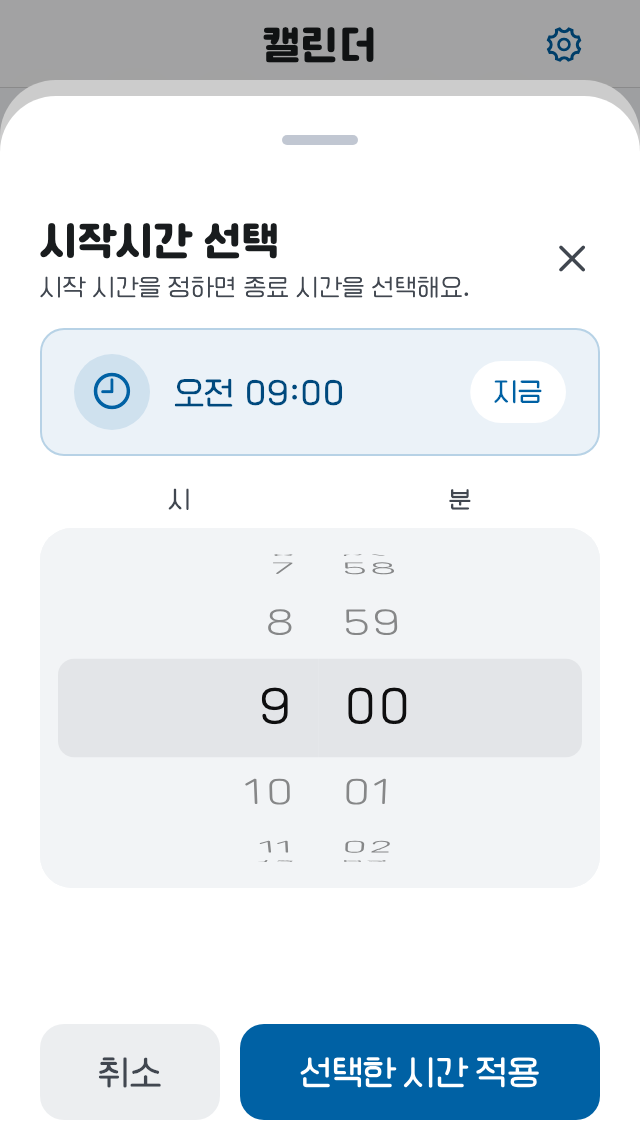 캘린더
시작시간 선택
시작 시간을 정하면 종료 시간을 선택해요.
오전 09:00 지금
시 분
7 58
8 59
9 00
10 01
11 02
취소 선택한 시간 적용